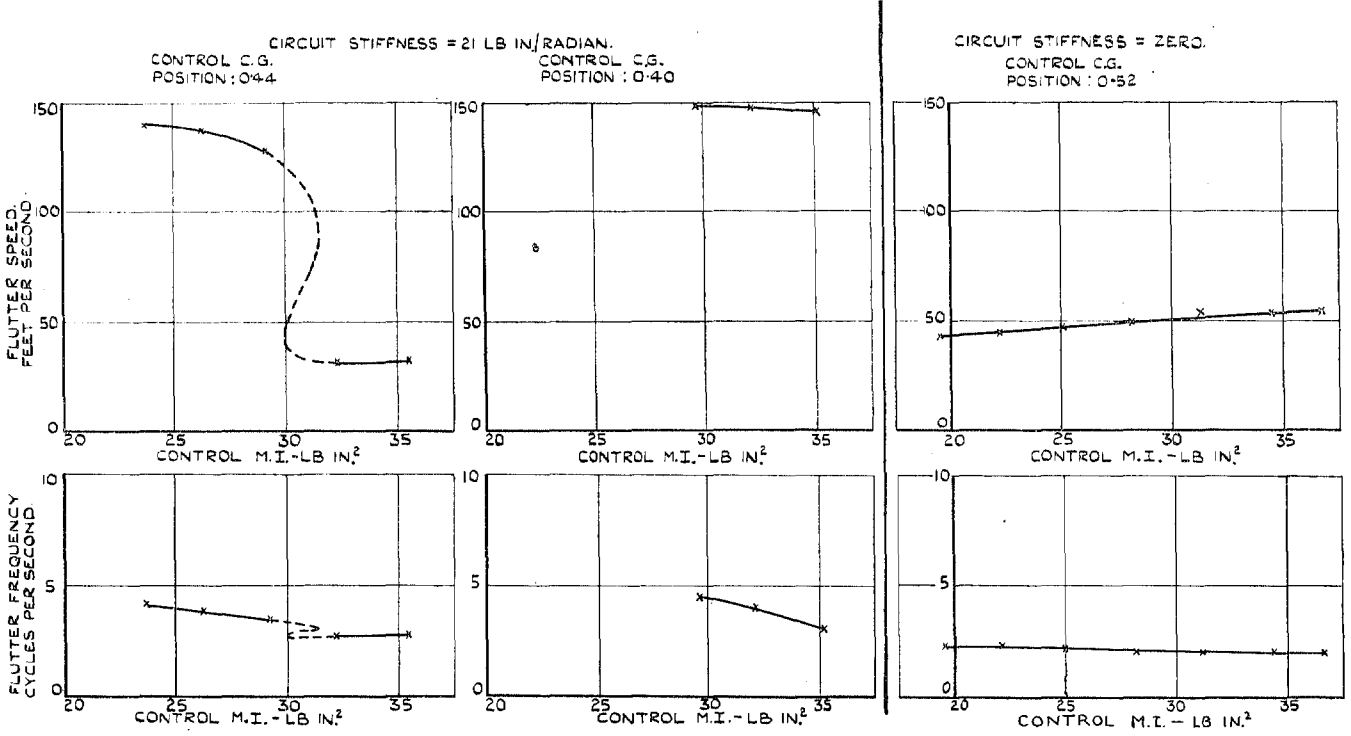 CIRCUIT STIFFNESS = 21 LB IN/RADIAN.
CONTROL C.G.
POSITION : 0·44
CONTROL C.G.
POSITION : 0·40
CIRCUIT STIFFNESS = ZERO.
CONTROL C.G.
POSITION : 0·52
FLUTTER SPEED.
FEET PER SECOND.
150
100
50
0
20 25 30 35
CONTROL M.I.-LB IN.²
150
100
50
0
20 25 30 35
CONTROL M.I.-LB IN.²
150
100
50
0
20 25 30 35
CONTROL M.I.-LB IN.²
FLUTTER FREQUENCY
CYCLES PER SECOND.
10
5
0
20 25 30 35
CONTROL M.I.-LB IN.²
10
5
0
20 25 30 35
CONTROL M.I.-LB IN.²
10
5
0
20 25 30 35
CONTROL M.I.-LB IN.²